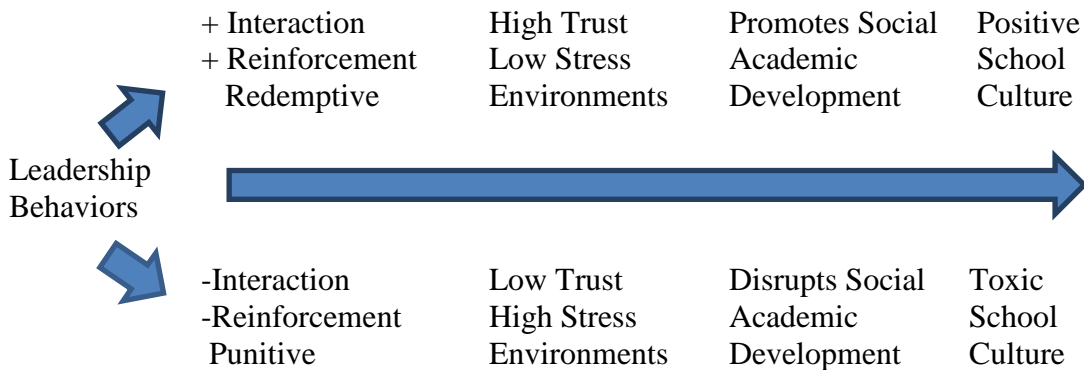 + Interaction High Trust Promotes Social Positive
+ Reinforcement Low Stress Academic School
Redemptive Environments Development Culture
Leadership
Behaviors
-Interaction Low Trust Disrupts Social Toxic
-Reinforcement High Stress Academic School
Punitive Environments Development Culture